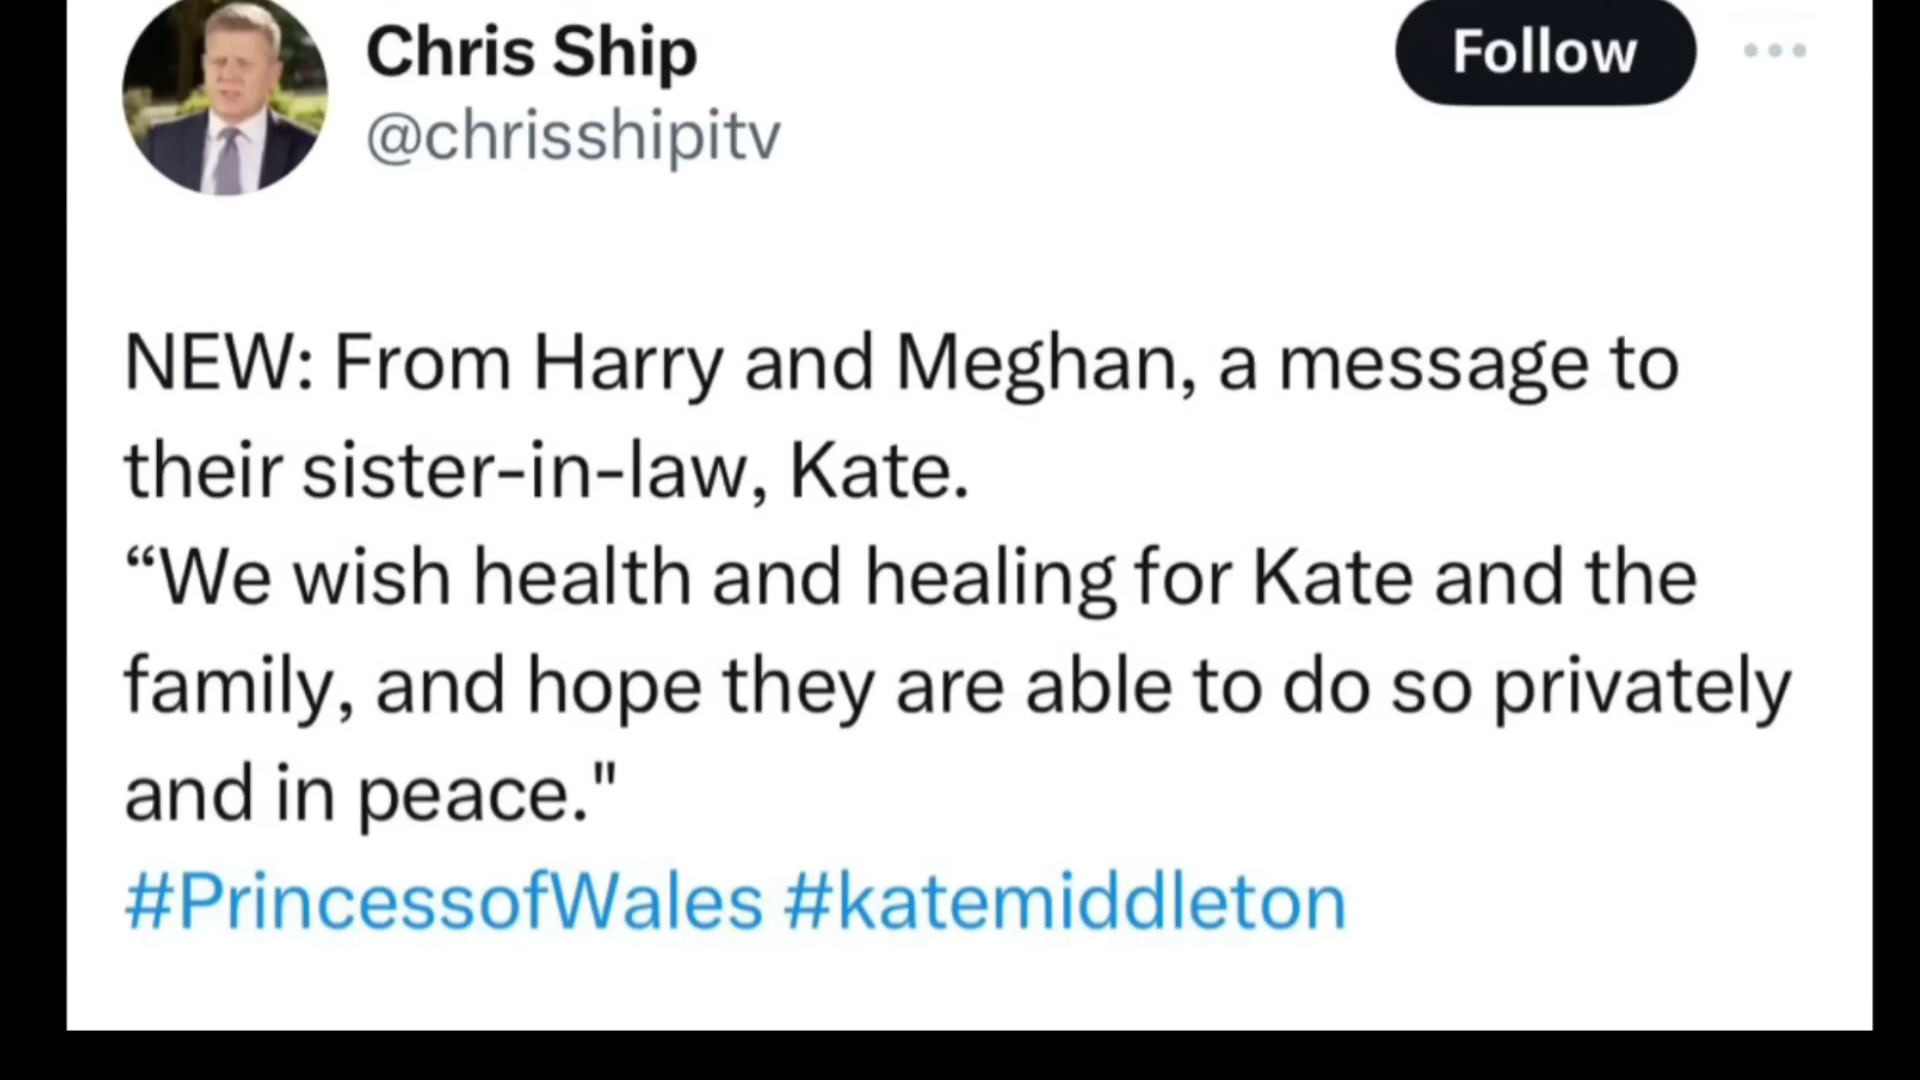 Chris Ship
Follow
@chrisshipitv
NEW: From Harry and Meghan, a message to
their sister-in-law, Kate.
“We wish health and healing for Kate and the
family, and hope they are able to do so privately
and in peace."
#PrincessofWales #katemiddleton